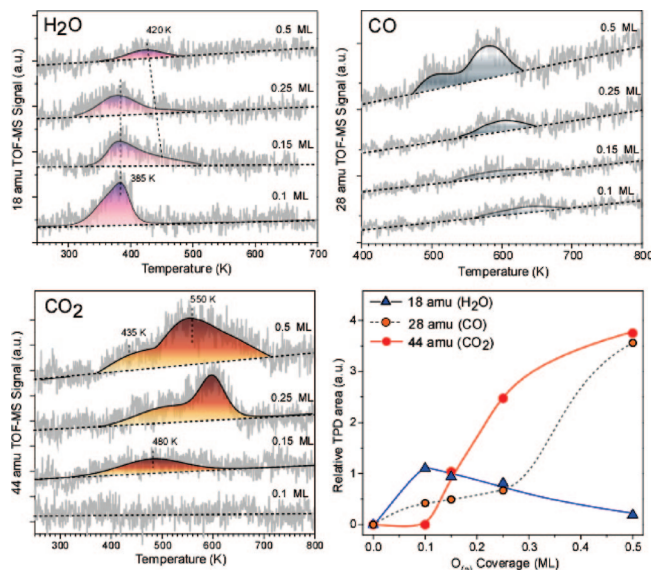 H₂O
420 K
0.5 ML
0.25 ML
0.15 ML
385 K
0.1 ML
18 amu TOF-MS Signal (a.u.)
300 400 500 600 700
Temperature (K)
CO
0.5 ML
0.25 ML
0.15 ML
0.1 ML
28 amu TOF-MS Signal (a.u.)
400 500 600 700 800
Temperature (K)
CO₂
550 K
435 K
0.5 ML
0.25 ML
0.15 ML
480 K
0.1 ML
44 amu TOF-MS Signal (a.u.)
300 400 500 600 700 800
Temperature (K)
18 amu (H₂O)
28 amu (CO)
44 amu (CO₂)
4
3
2
1
0
Relative TPD area (a.u.)
0.0 0.1 0.2 0.3 0.4 0.5
O₍ₐ₎ Coverage (ML)